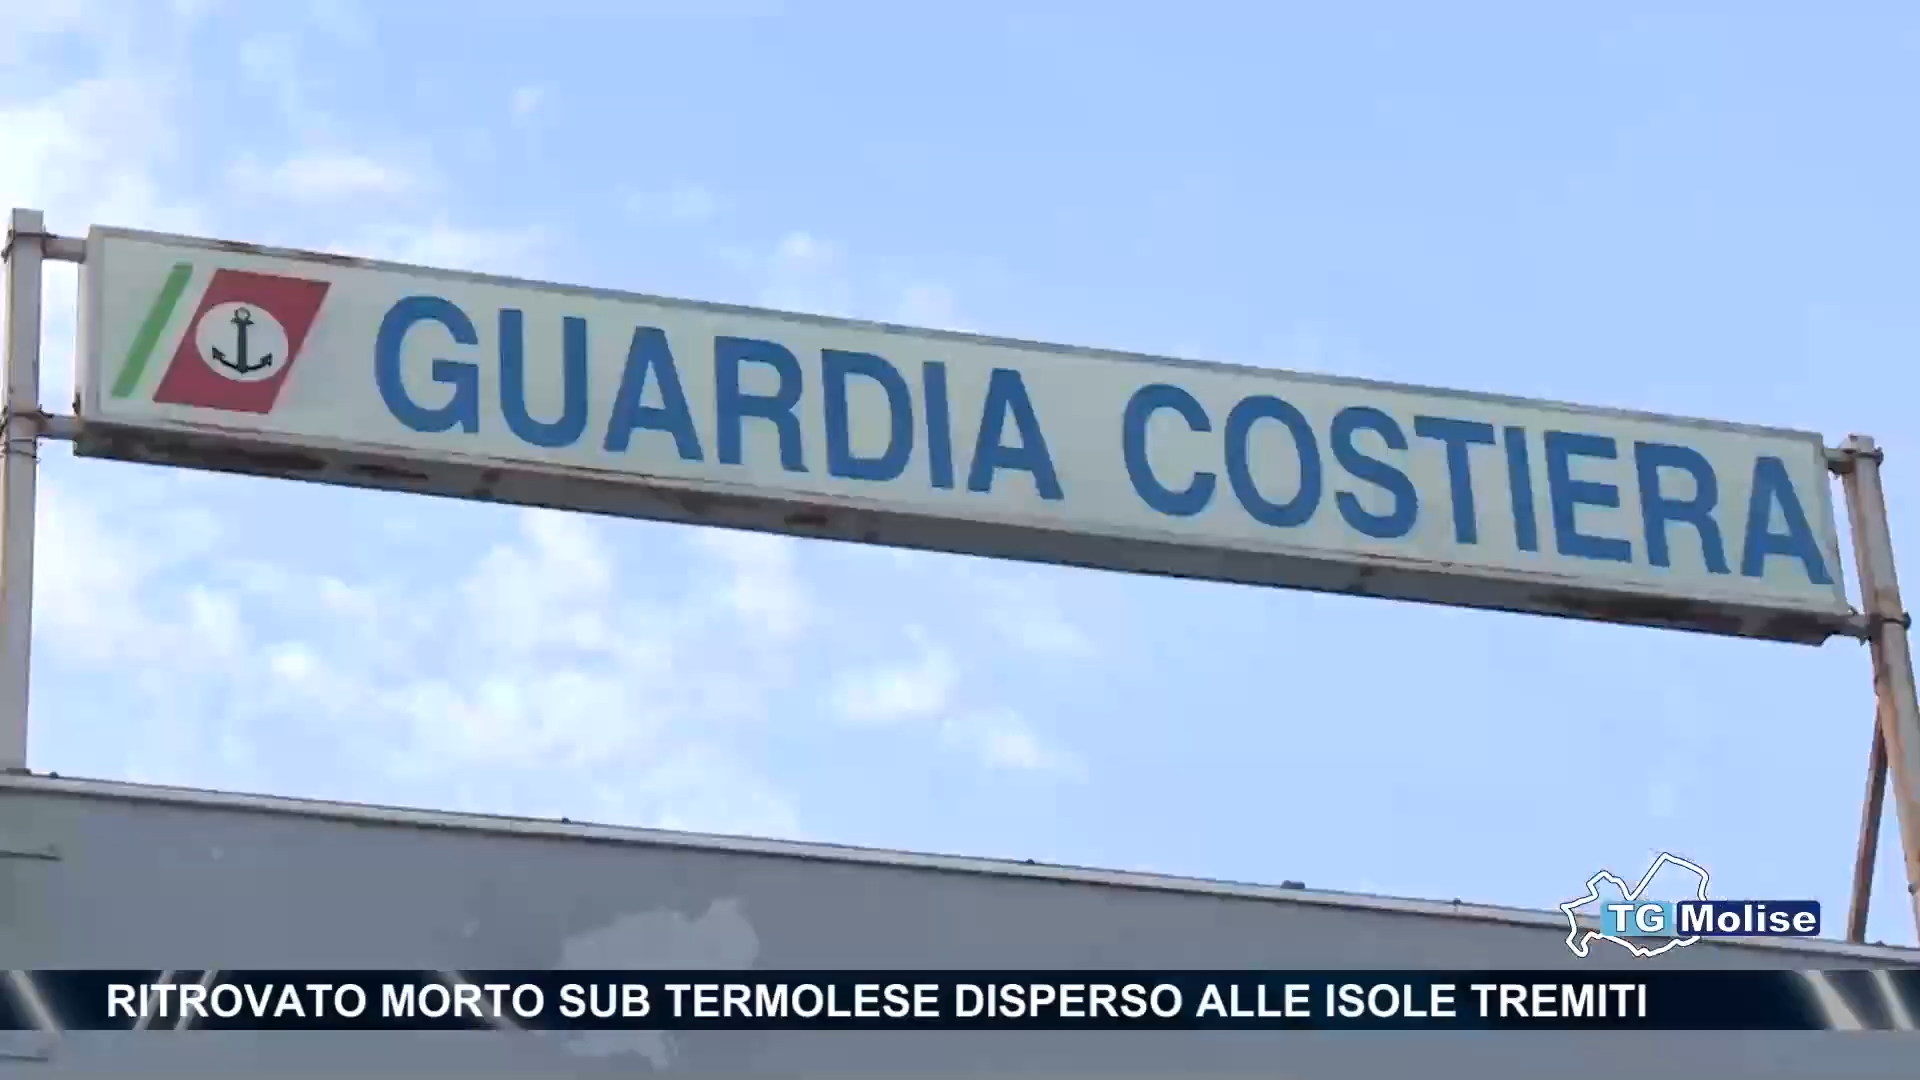 GUARDIA COSTIERA
TG Molise
RITROVATO MORTO SUB TERMOLESE DISPERSO ALLE ISOLE TREMITI